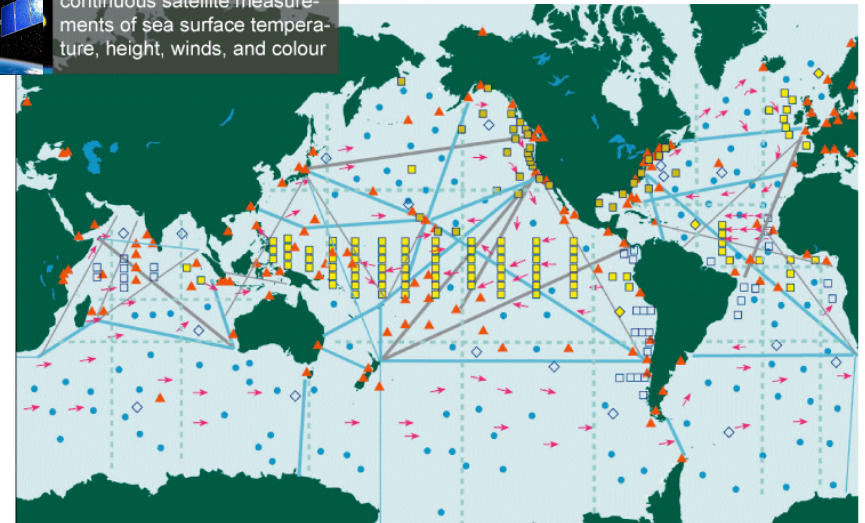 continuous satellite measure-
ments of sea surface tempera-
ture, height, winds, and colour